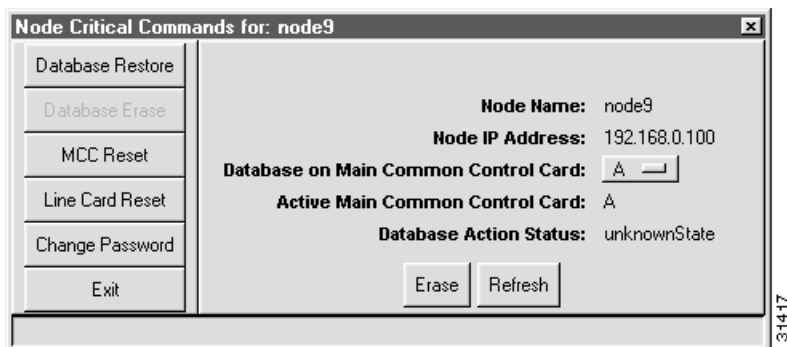 Node Critical Commands for: node9
Database Restore
Database Erase
MCC Reset
Line Card Reset
Change Password
Exit
Node Name: node9
Node IP Address: 192.168.0.100
Database on Main Common Control Card: A
Active Main Common Control Card: A
Database Action Status: unknownState
Erase Refresh
31417